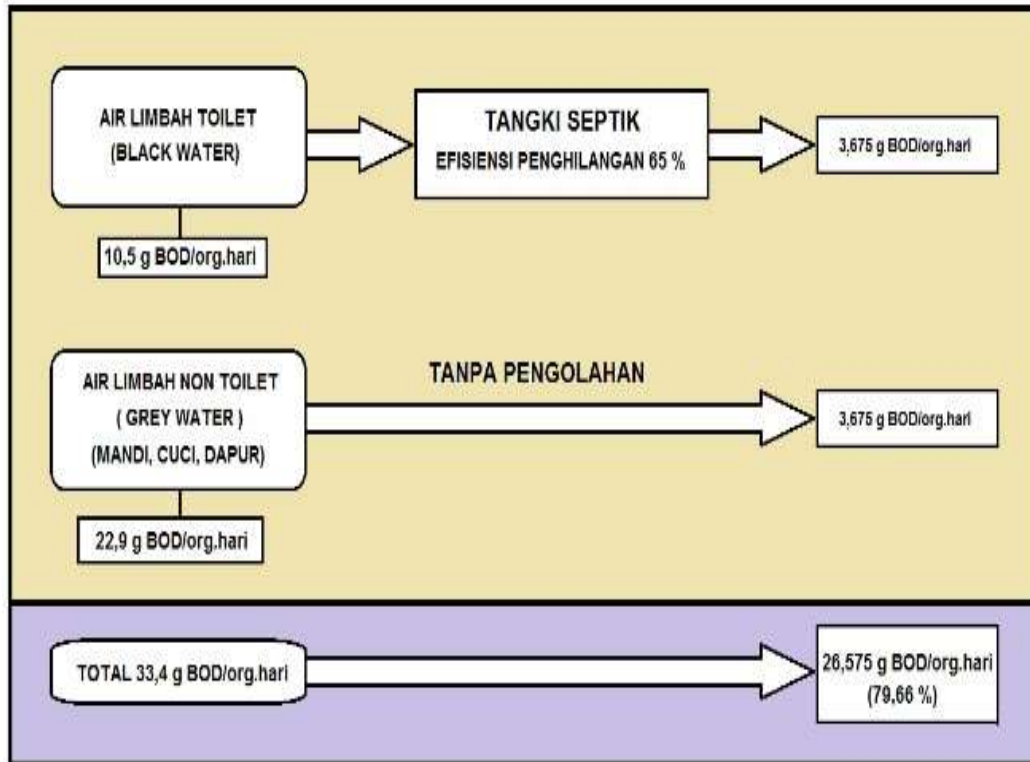 AIR LIMBAH TOILET
(BLACK WATER)
TANGKI SEPTIK
EFISIENSI PENGHILANGAN 65 %
3,675 g BOD/org.hari
10,5 g BOD/org.hari
AIR LIMBAH NON TOILET
( GREY WATER )
(MANDI, CUCI, DAPUR)
TANPA PENGOLAHAN
3,675 g BOD/org.hari
22,9 g BOD/org.hari
TOTAL 33,4 g BOD/org.hari
26,575 g BOD/org.hari
(79,66 %)